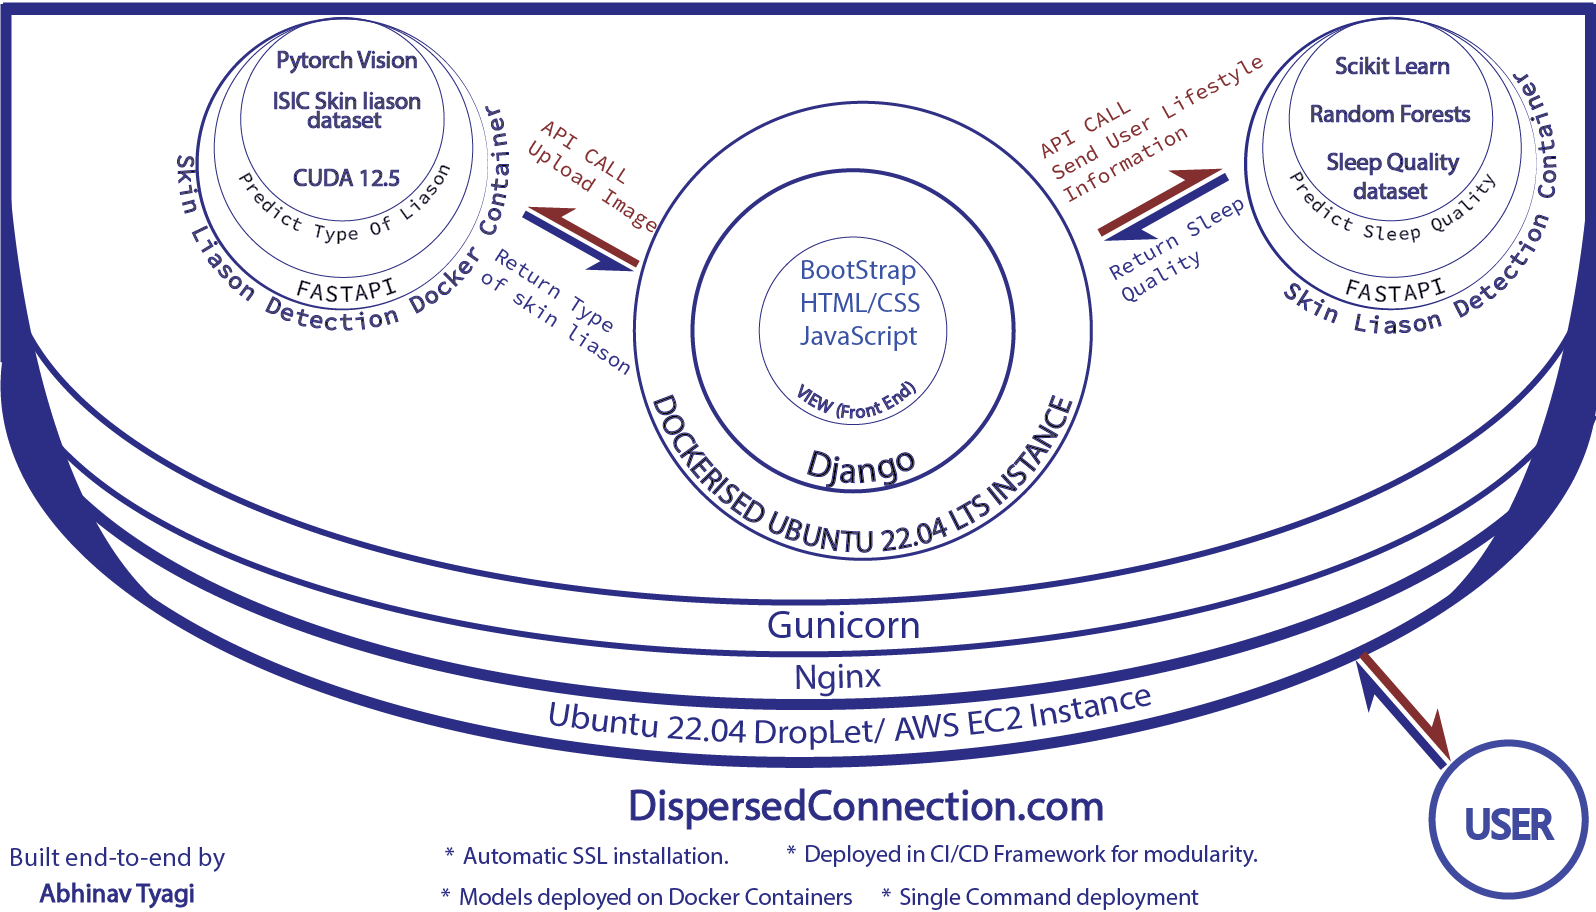 Pytorch Vision
ISIC Skin liason
dataset
CUDA 12.5
Predict Type Of Liason
FASTAPI
Skin Liason Detection Docker Container
API CALL
Upload Image
Return Type
of skin liason
BootStrap
HTML/CSS
JavaScript
VIEW (Front End)
Django
DOCKERISED UBUNTU 22.04 LTS INSTANCE
API CALL
Send User Lifestyle
Information
Return Sleep
Quality
Scikit Learn
Random Forests
Sleep Quality
dataset
Predict Sleep Quality
FASTAPI
Skin Liason Detection Container
Gunicorn
Nginx
Ubuntu 22.04 DropLet/ AWS EC2 Instance
USER
DispersedConnection.com
Built end-to-end by
Abhinav Tyagi
* Automatic SSL installation.
* Deployed in CI/CD Framework for modularity.
* Models deployed on Docker Containers
* Single Command deployment